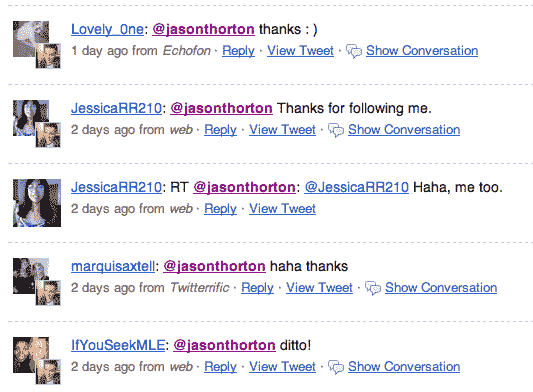 Lovely_0ne: @jasonthorton thanks : )
1 day ago from Echofon · Reply · View Tweet · Show Conversation
JessicaRR210: @jasonthorton Thanks for following me.
2 days ago from web · Reply · View Tweet · Show Conversation
JessicaRR210: RT @jasonthorton: @JessicaRR210 Haha, me too.
2 days ago from web · Reply · View Tweet
marquisaxtell: @jasonthorton haha thanks
2 days ago from Twitterrific · Reply · View Tweet · Show Conversation
IfYouSeekMLE: @jasonthorton ditto!
2 days ago from web · Reply · View Tweet · Show Conversation